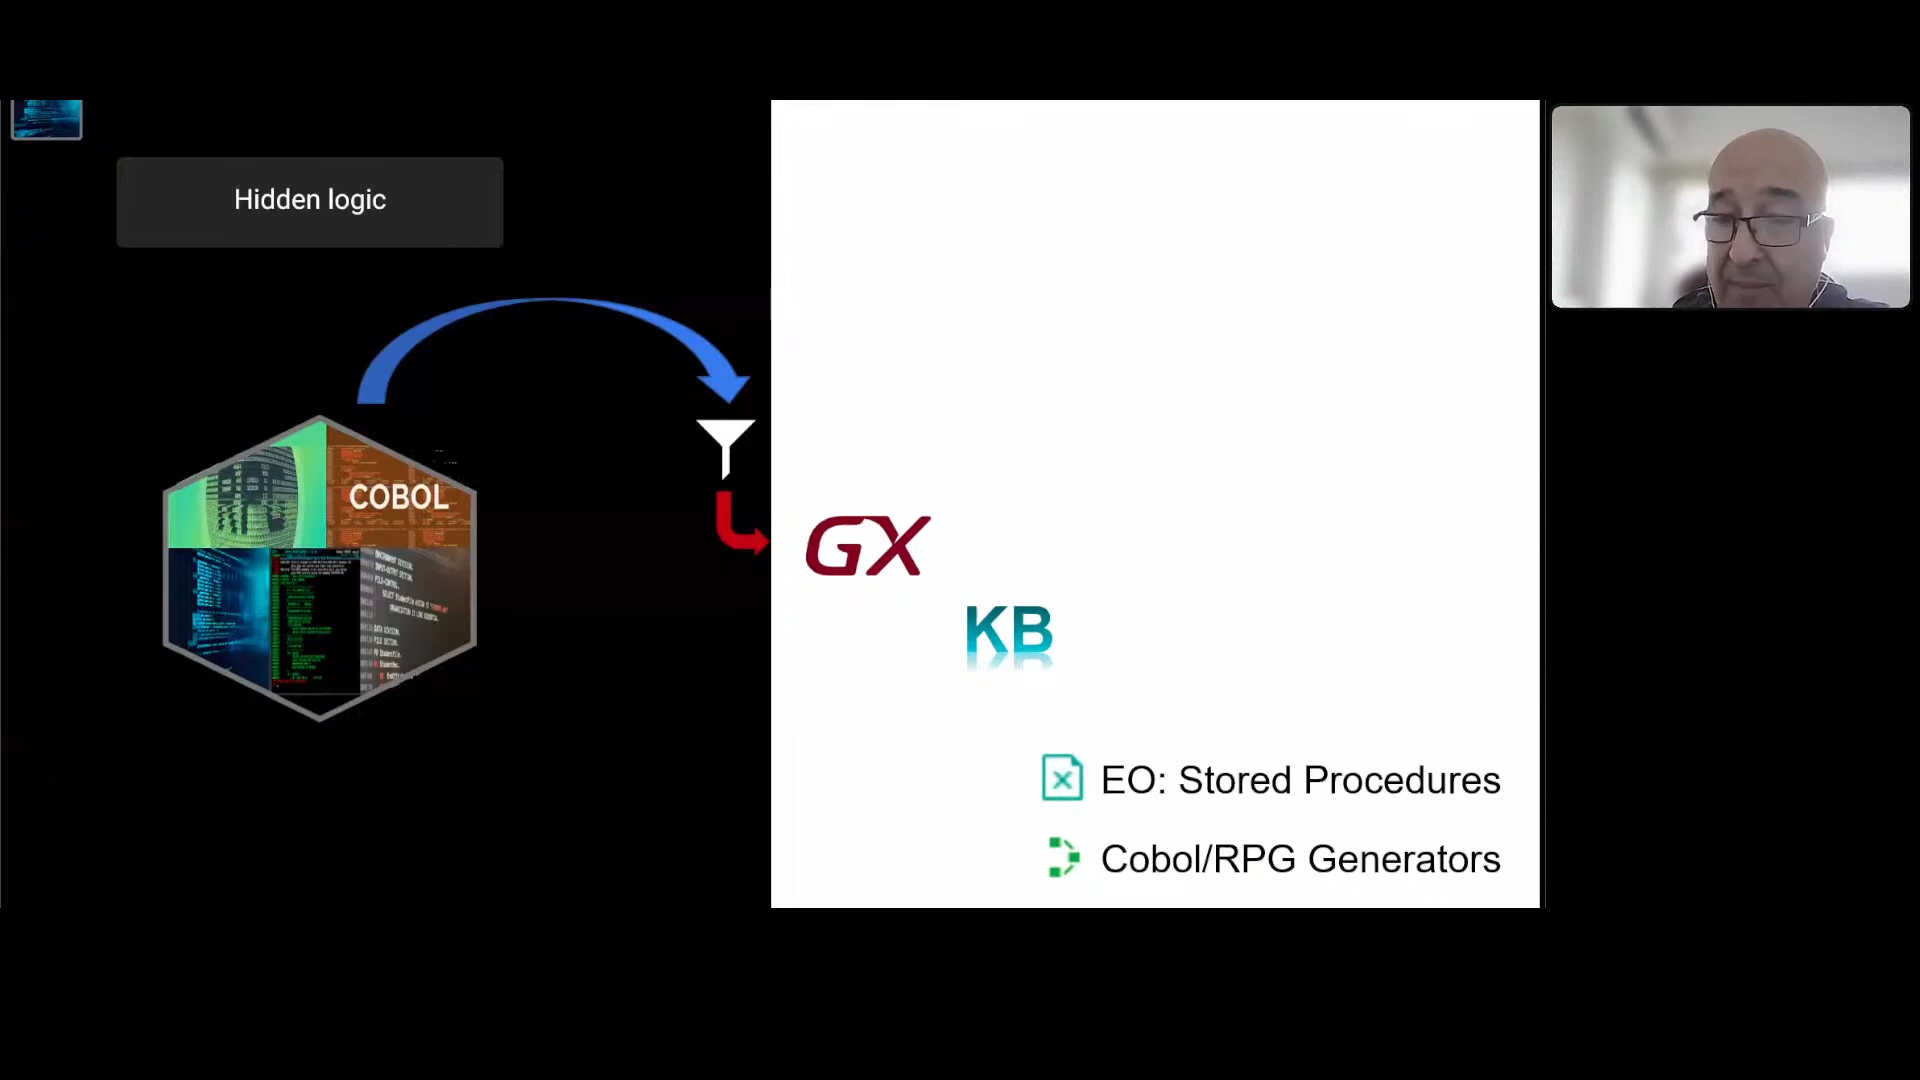 Hidden logic
COBOL
GX
KB
EO: Stored Procedures
Cobol/RPG Generators